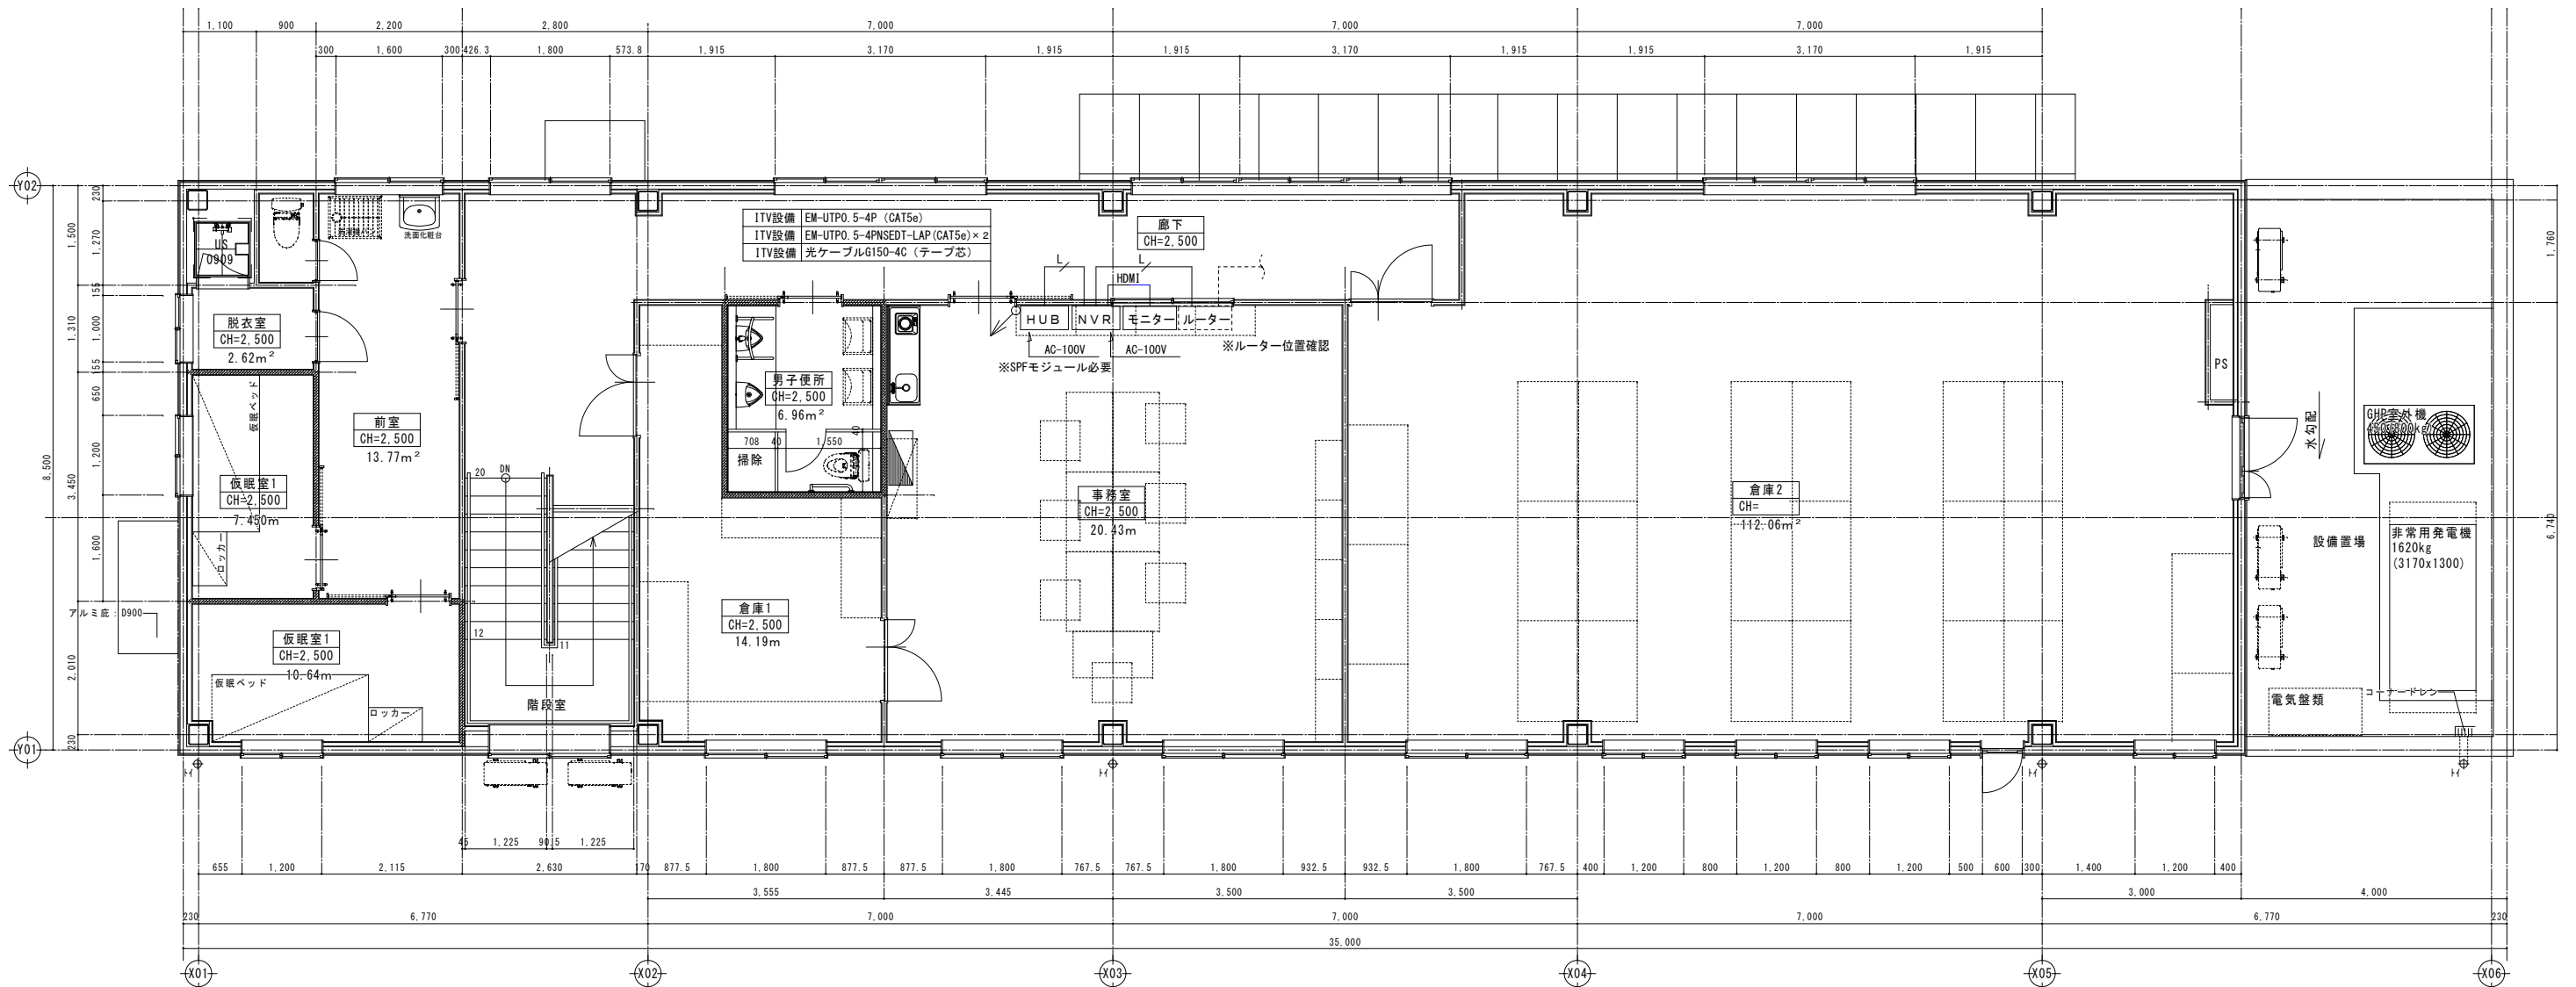 1,100 900 2,200 2,800 7,000 7,000 7,000
300 1,600 300 426.3 1,800 573.8 1,915 3,170 1,915 1,915 3,170 1,915 1,915 3,170 1,915
Y02
230
1,500
1,270
155
1,310
1,000
155
650
1,200
8,500
3,450
1,600
2,010
230
Y01
アルミ庇：D900
US
0909
洗面化粧台
脱衣室
CH=2,500
2.62m²
仮眠ベッド
前室
CH=2,500
13.77m²
仮眠室1
CH=2,500
7.450m
ロッカー
仮眠室1
CH=2,500
10.64m
仮眠ベッド
ロッカー
20
DN
12
11
階段室
ITV設備 EM-UTP0.5-4P (CAT5e)
ITV設備 EM-UTP0.5-4PNSEDT-LAP(CAT5e)×2
ITV設備 光ケーブルG150-4C (テープ芯)
廊下
CH=2,500
L
L
HDMI
HUB
NVR
モニター
ルーター
AC-100V
AC-100V
※ルーター位置確認
※SPFモジュール必要
男子便所
CH=2,500
6.96m²
708 40 1,550
40
掃除
倉庫1
CH=2,500
14.19m
事務室
CH=2,500
20.43m
倉庫2
CH=
112.06m²
PS
水勾配
GHP室外機
設備置場
非常用発電機
1620kg
(3170x1300)
電気盤類
コーナードレン
1,760
6,740
ﾄｲ
ﾄｲ
ﾄｲ
ﾄｲ
45 1,225 90.5 1,225
655 1,200 2,115 2,630 170 877.5 1,800 877.5 877.5 1,800 767.5 767.5 1,800 932.5 932.5 1,800 767.5 400 1,200 800 1,200 800 1,200 500 600 300 1,400 1,200 400
3,555 3,445 3,500 3,500 3,000 4,000
230 6,770 7,000 7,000 7,000 6,770 230
35,000
X01 X02 X03 X04 X05 X06